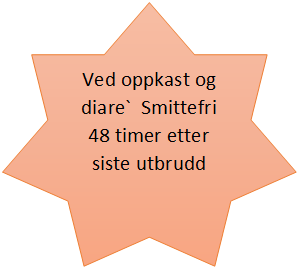 Ved oppkast og
diare` Smittefri
48 timer etter
siste utbrudd